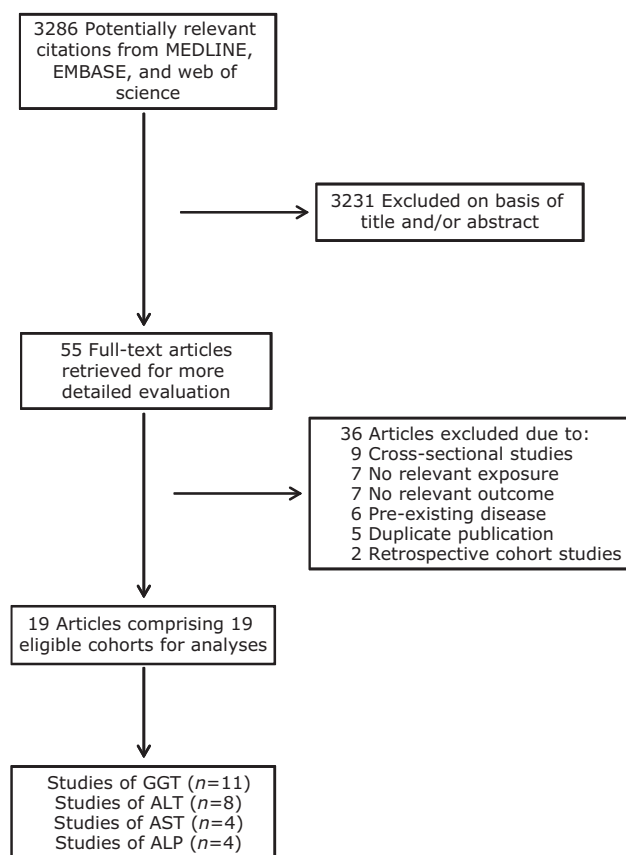 3286 Potentially relevant
citations from MEDLINE,
EMBASE, and web of
science
3231 Excluded on basis of
title and/or abstract
55 Full-text articles
retrieved for more
detailed evaluation
36 Articles excluded due to:
9 Cross-sectional studies
7 No relevant exposure
7 No relevant outcome
6 Pre-existing disease
5 Duplicate publication
2 Retrospective cohort studies
19 Articles comprising 19
eligible cohorts for analyses
Studies of GGT (n=11)
Studies of ALT (n=8)
Studies of AST (n=4)
Studies of ALP (n=4)